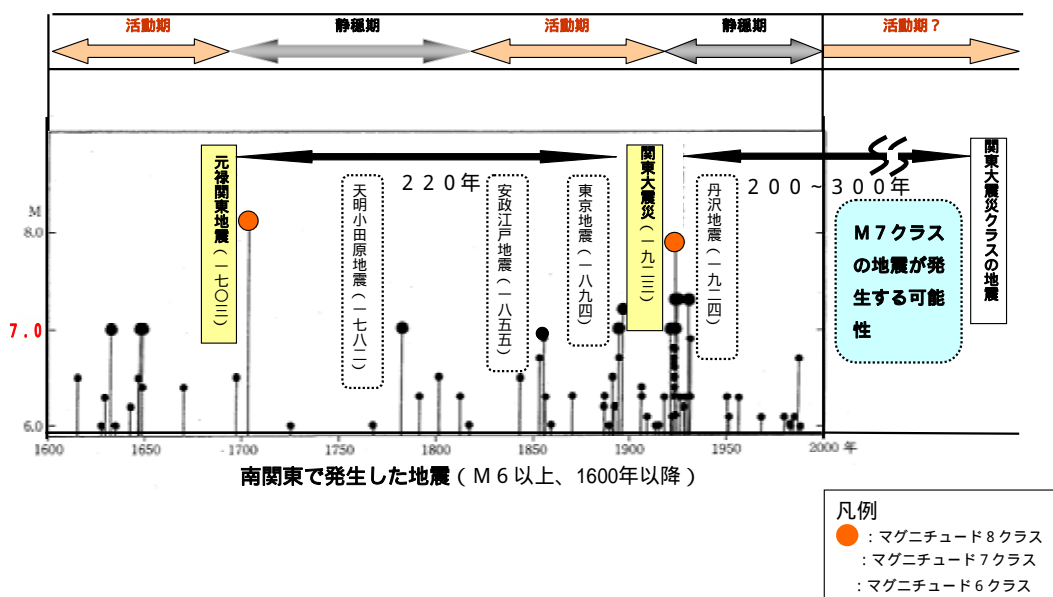 活動期
静穏期
活動期
静穏期
活動期？
元禄関東地震(一七〇三)
220年
天明小田原地震(一七八二)
安政江戸地震(一八五五)
東京地震(一八九四)
関東大震災(一九二三)
丹沢地震(一九二四)
200～300年
関東大震災クラスの地震
M7クラス
の地震が発
生する可能
性
M
8.0
7.0
6.0
1600
1650
1700
1750
1800
1850
1900
1950
2000 年
南関東で発生した地震(M6以上、1600年以降)
凡例
：マグニチュード8クラス
：マグニチュード7クラス
：マグニチュード6クラス